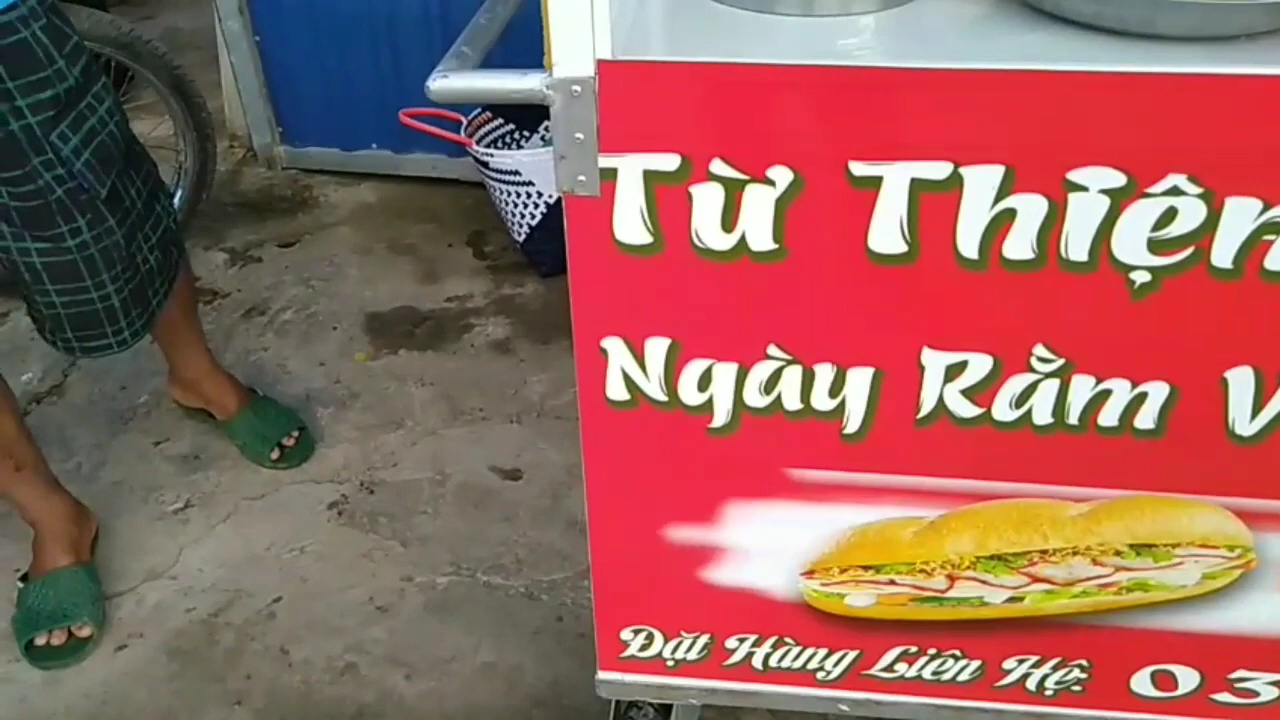 Từ Thiện
Ngày Rằm
Đặt Hàng Liên Hệ: 03